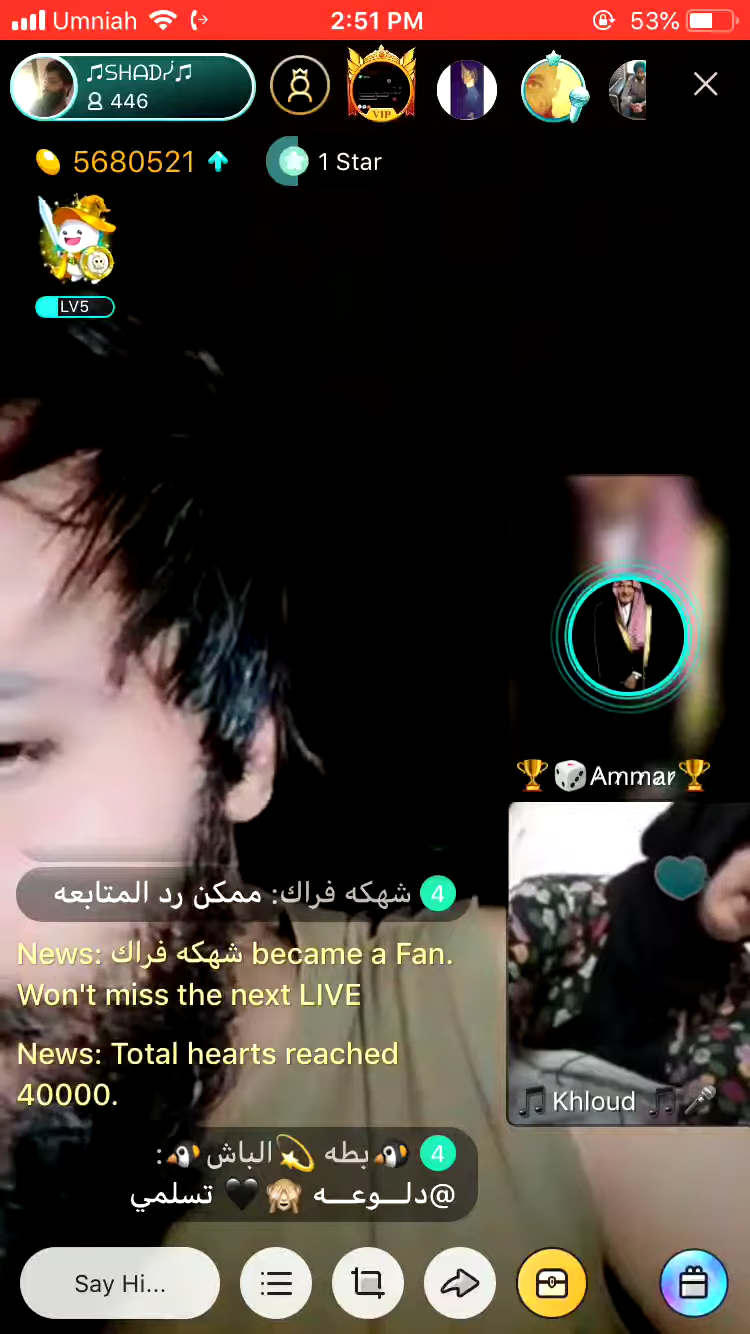 Umniah 2:51 PM 53%
♫SHADﮯ♫
446
VIP
5680521 1 Star
LV5
🏆🎲Ammar🏆
4 شهكه فراك: ممكن رد المتابعه
News: شهكه فراك became a Fan.
Won't miss the next LIVE
News: Total hearts reached
40000.
🎵 Khloud 🎵🎤
4 🐧بطه 💫الباش🐧:
@دلـــوعـــه 🙈🖤 تسلمي
Say Hi...